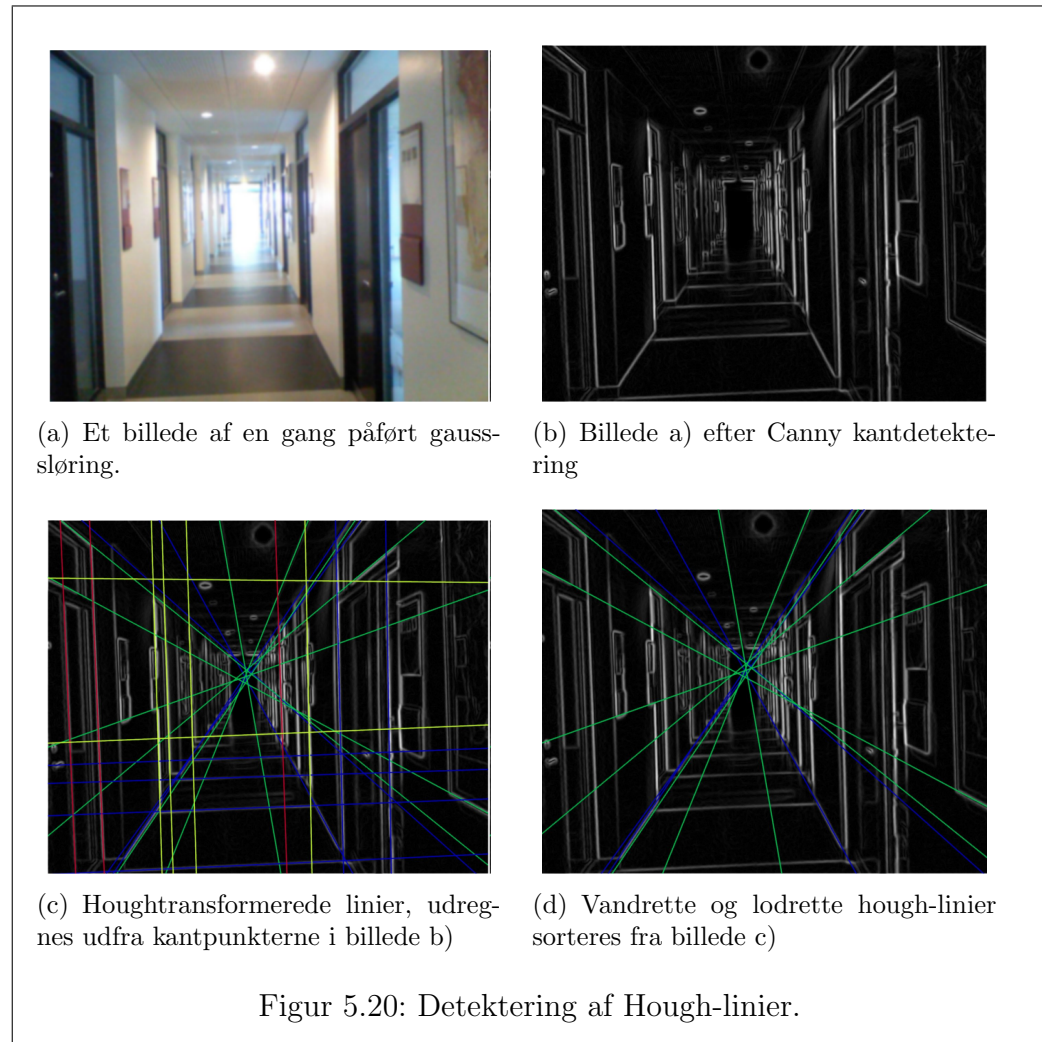 (a) Et billede af en gang påført gauss-
sløring.
(b) Billede a) efter Canny kantdetekte-
ring
(c) Houghtransformerede linier, udreg-
nes udfra kantpunkterne i billede b)
(d) Vandrette og lodrette hough-linier
sorteres fra billede c)
Figur 5.20: Detektering af Hough-linier.